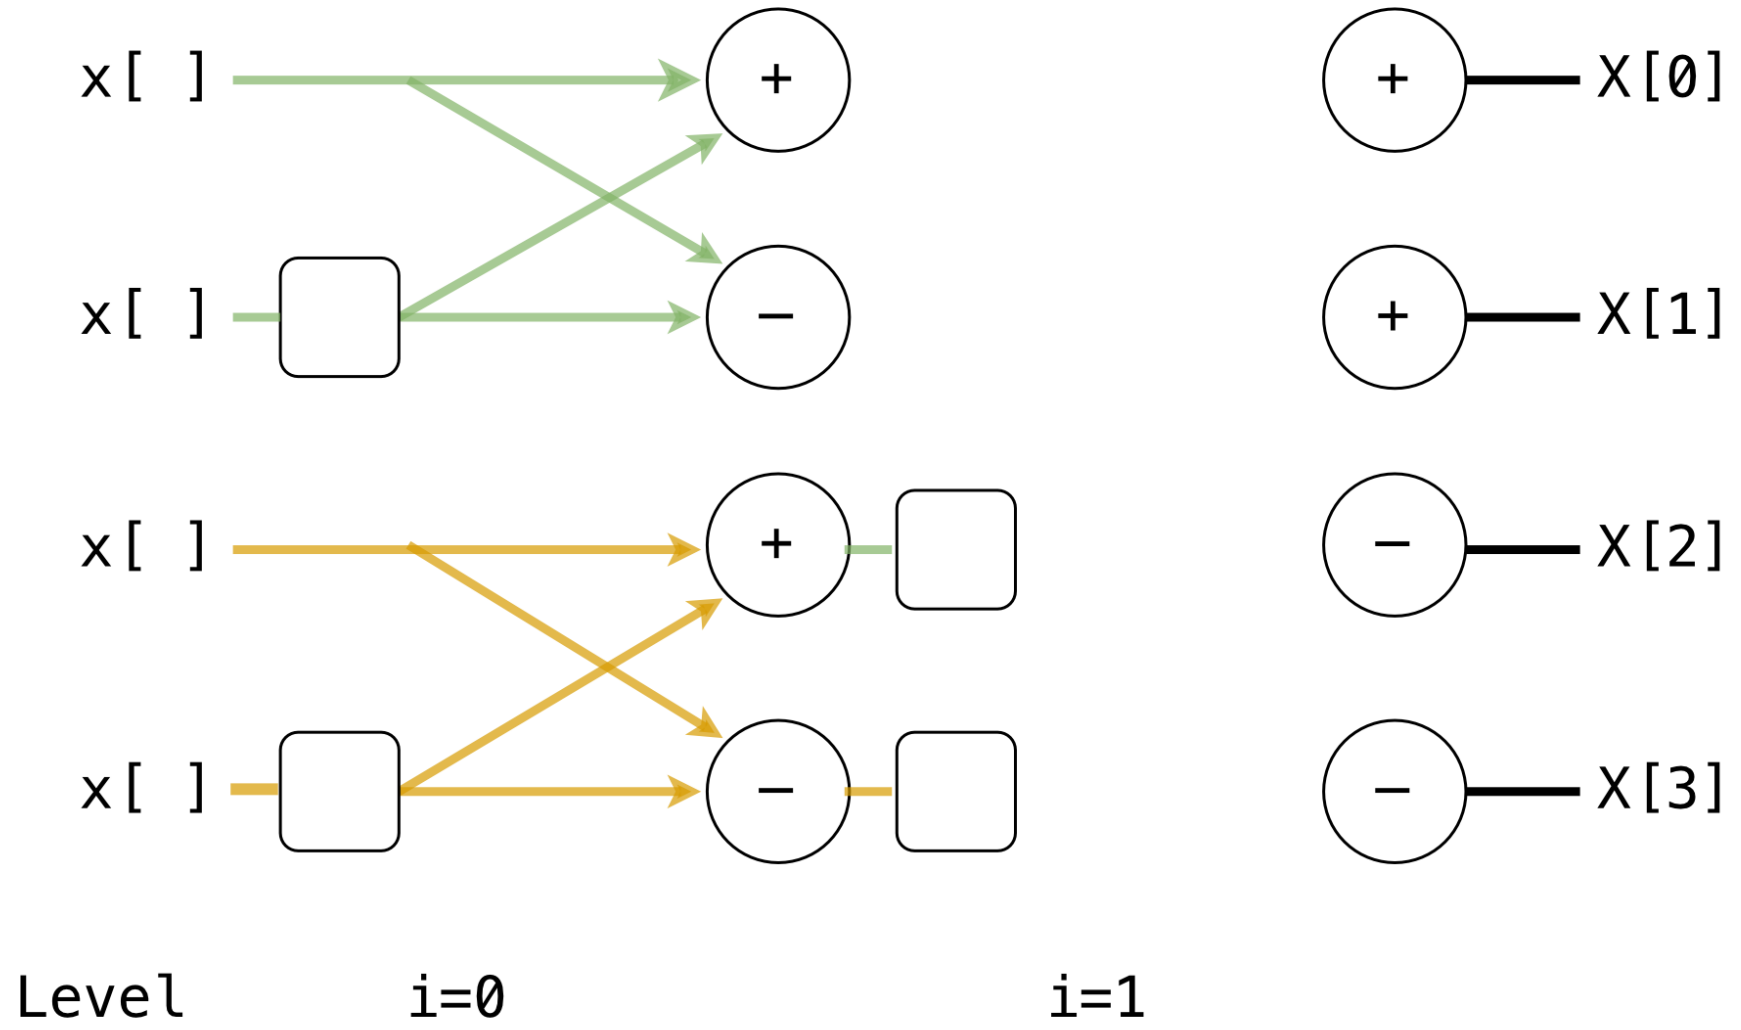 x[ ] + + X[0]
x[ ] − + X[1]
x[ ] + − X[2]
x[ ] − − X[3]
Level i=0 i=1